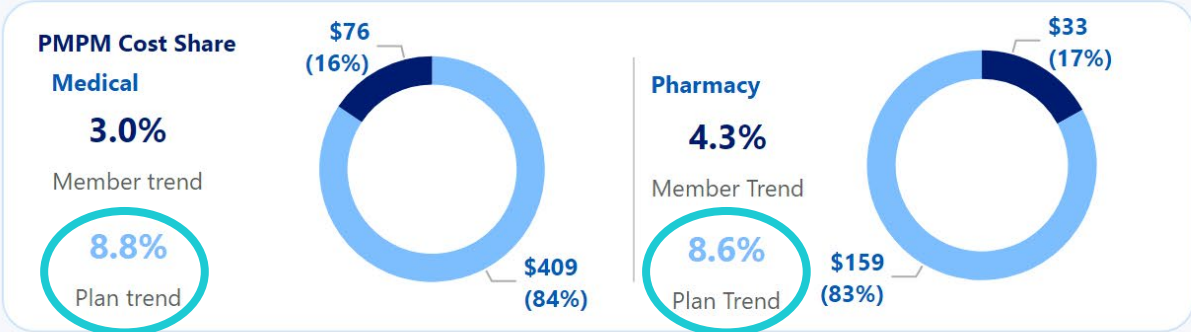 PMPM Cost Share
Medical
3.0%
Member trend
8.8%
Plan trend
$76
(16%)
$409
(84%)
Pharmacy
4.3%
Member Trend
8.6%
Plan Trend
$33
(17%)
$159
(83%)